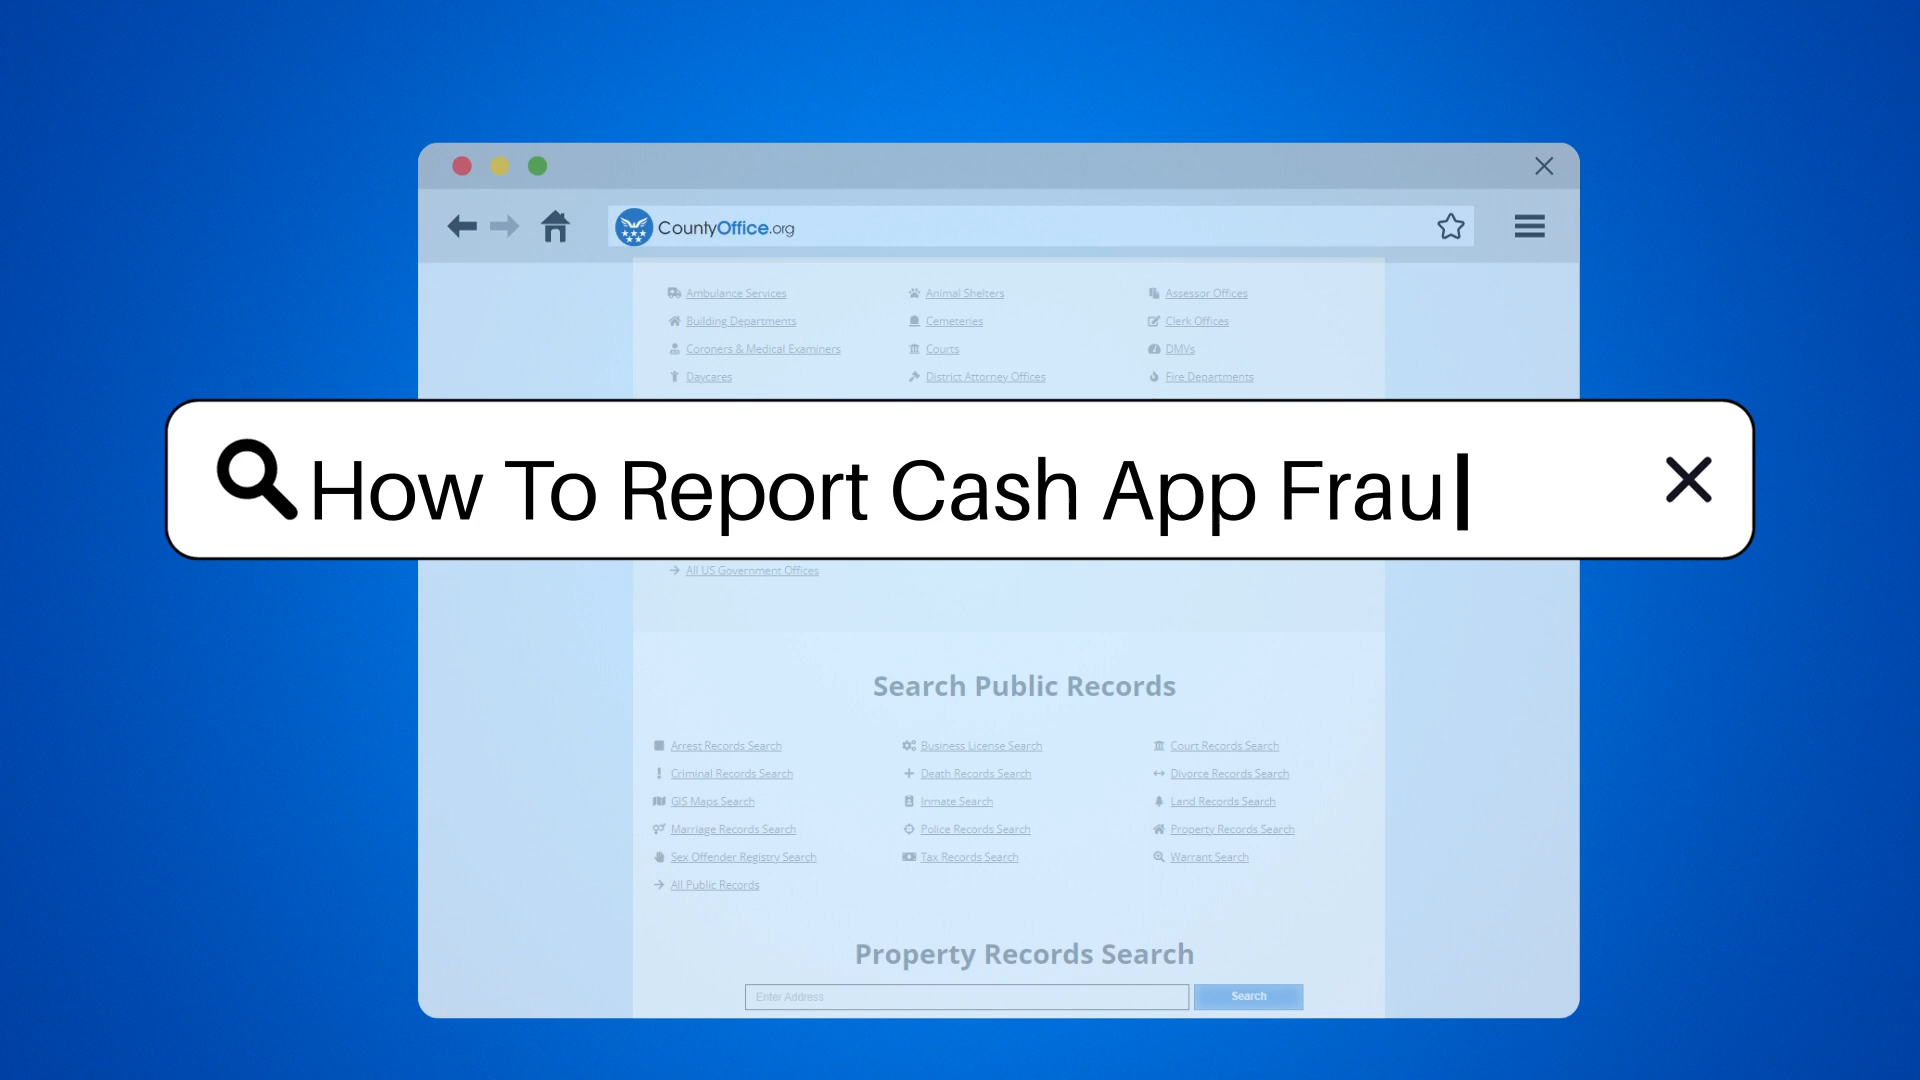 CountyOffice.org
Ambulance Services Animal Shelters Assessor Offices
Building Departments Cemeteries Clerk Offices
Coroners & Medical Examiners Courts DMVs
Daycares District Attorney Offices Fire Departments
How To Report Cash App Frau
All US Government Offices
Search Public Records
Arrest Records Search Business License Search Court Records Search
Criminal Records Search Death Records Search Divorce Records Search
GIS Maps Search Inmate Search Land Records Search
Marriage Records Search Police Records Search Property Records Search
Sex Offender Registry Search Tax Records Search Warrant Search
All Public Records
Property Records Search
Enter Address Search